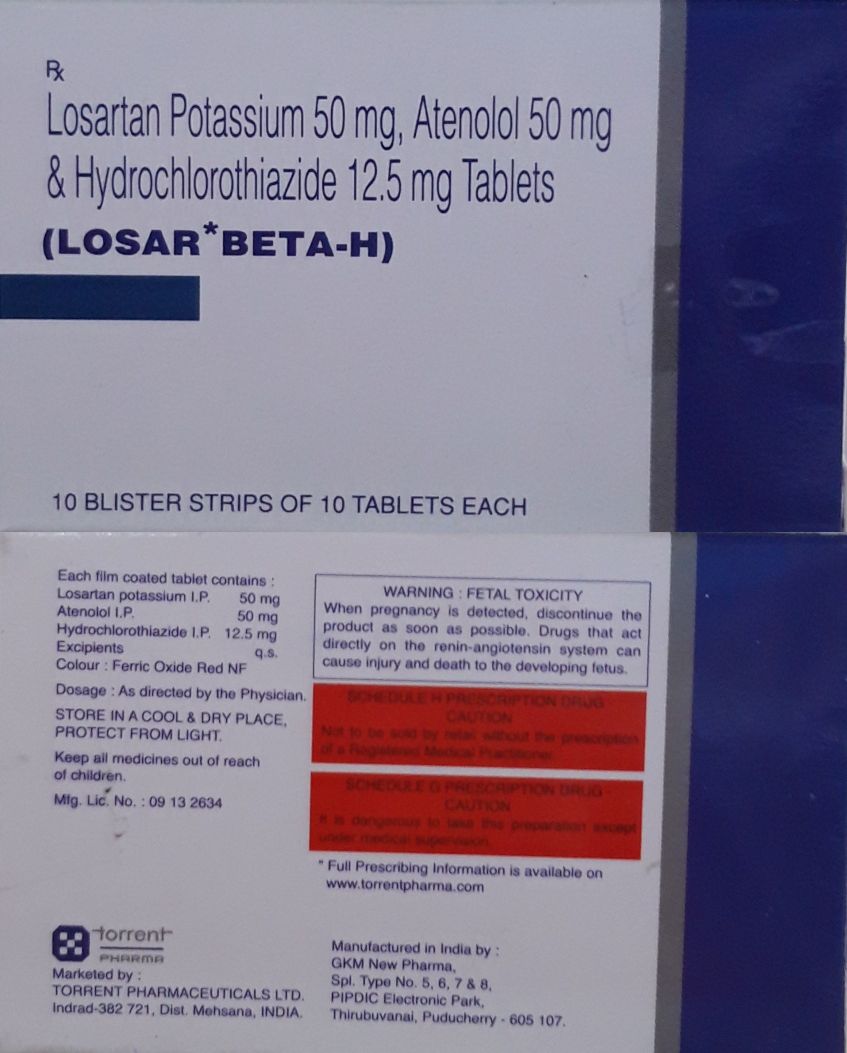 Rx
Losartan Potassium 50 mg, Atenolol 50 mg
& Hydrochlorothiazide 12.5 mg Tablets
(LOSAR*BETA-H)
10 BLISTER STRIPS OF 10 TABLETS EACH
Each film coated tablet contains :
Losartan potassium I.P. 50 mg
Atenolol I.P. 50 mg
Hydrochlorothiazide I.P. 12.5 mg
Excipients q.s.
Colour : Ferric Oxide Red NF
Dosage : As directed by the Physician.
STORE IN A COOL & DRY PLACE,
PROTECT FROM LIGHT.
Keep all medicines out of reach
of children.
Mfg. Lic. No. : 09 13 2634
WARNING : FETAL TOXICITY
When pregnancy is detected, discontinue the
product as soon as possible. Drugs that act
directly on the renin-angiotensin system can
cause injury and death to the developing fetus.
SCHEDULE H PRESCRIPTION DRUG
CAUTION
Not to be sold by retail without the prescription
of a Registered Medical Practitioner.
SCHEDULE G PRESCRIPTION DRUG -
CAUTION
It is dangerous to take this preparation except
under medical supervision.
* Full Prescribing Information is available on
www.torrentpharma.com
torrent
PHARMA
Marketed by :
TORRENT PHARMACEUTICALS LTD.
Indrad-382 721, Dist. Mehsana, INDIA.
Manufactured in India by :
GKM New Pharma,
Spl. Type No. 5, 6, 7 & 8,
PIPDIC Electronic Park,
Thirubuvanai, Puducherry - 605 107.